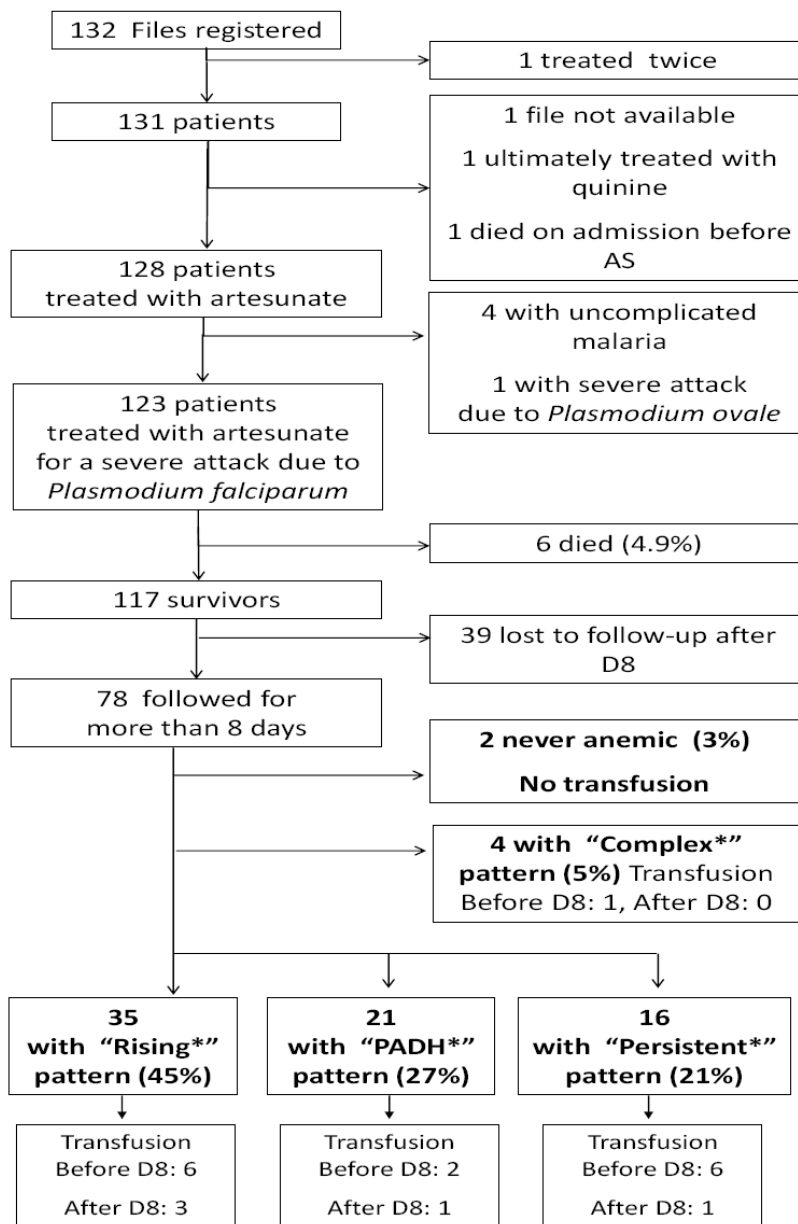 132 Files registered
1 treated twice
131 patients
1 file not available
1 ultimately treated with
quinine
1 died on admission before
AS
128 patients
treated with artesunate
4 with uncomplicated
malaria
1 with severe attack
due to Plasmodium ovale
123 patients
treated with artesunate
for a severe attack due to
Plasmodium falciparum
6 died (4.9%)
117 survivors
39 lost to follow-up after
D8
78 followed for
more than 8 days
2 never anemic (3%)
No transfusion
4 with “Complex*”
pattern (5%) Transfusion
Before D8: 1, After D8: 0
35
with “Rising*”
pattern (45%)
21
with “PADH*”
pattern (27%)
16
with “Persistent*”
pattern (21%)
Transfusion
Before D8: 6
After D8: 3
Transfusion
Before D8: 2
After D8: 1
Transfusion
Before D8: 6
After D8: 1